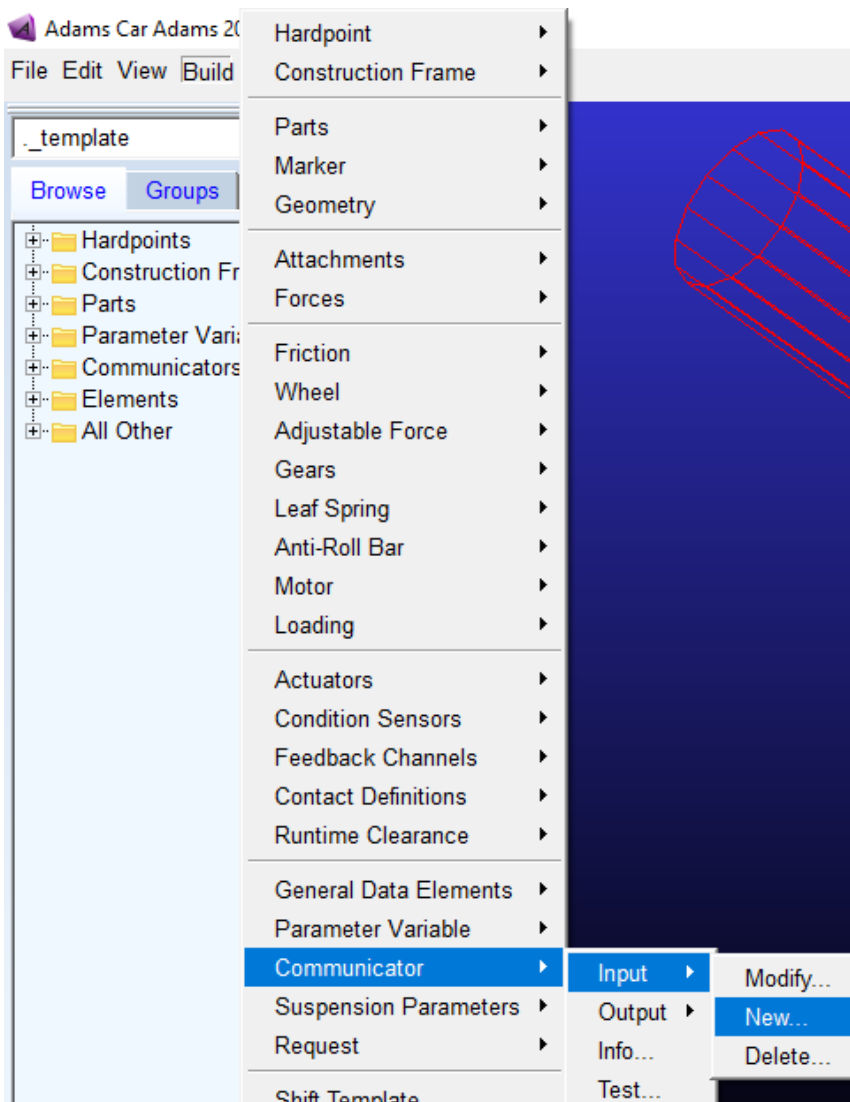 Adams Car Adams 20
File Edit View Build
._template
Browse Groups
Hardpoints
Construction Fr
Parts
Parameter Vari
Communicators
Elements
All Other
Hardpoint
Construction Frame
Parts
Marker
Geometry
Attachments
Forces
Friction
Wheel
Adjustable Force
Gears
Leaf Spring
Anti-Roll Bar
Motor
Loading
Actuators
Condition Sensors
Feedback Channels
Contact Definitions
Runtime Clearance
General Data Elements
Parameter Variable
Communicator
Suspension Parameters
Request
Shift Template
Input
Output
Info...
Test...
Modify...
New...
Delete...